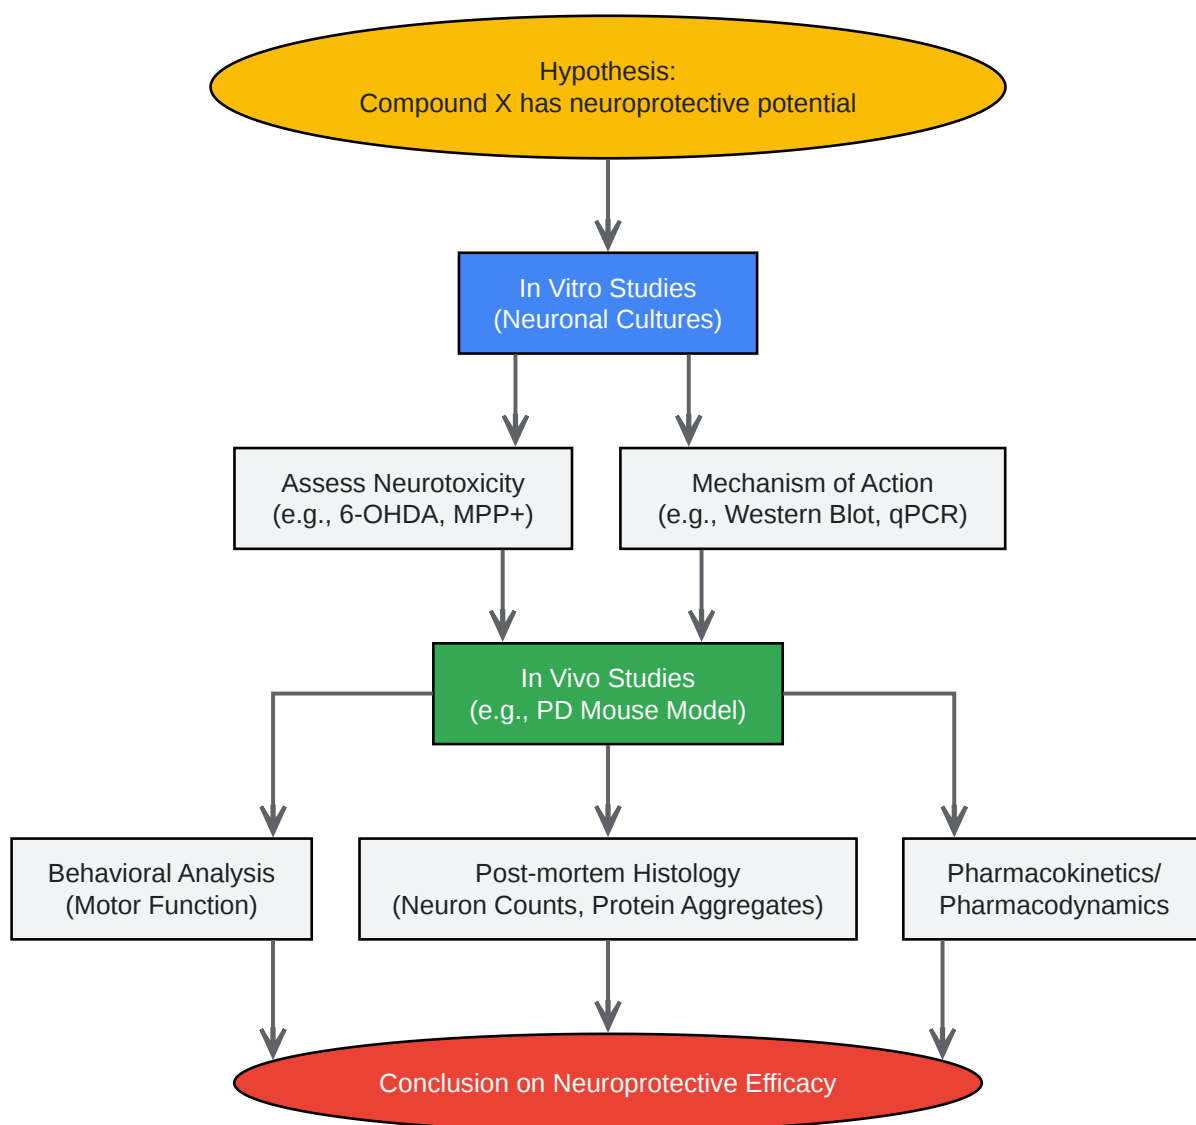 Hypothesis:
Compound X has neuroprotective potential
In Vitro Studies
(Neuronal Cultures)
Assess Neurotoxicity
(e.g., 6-OHDA, MPP+)
Mechanism of Action
(e.g., Western Blot, qPCR)
In Vivo Studies
(e.g., PD Mouse Model)
Behavioral Analysis
(Motor Function)
Post-mortem Histology
(Neuron Counts, Protein Aggregates)
Pharmacokinetics/
Pharmacodynamics
Conclusion on Neuroprotective Efficacy